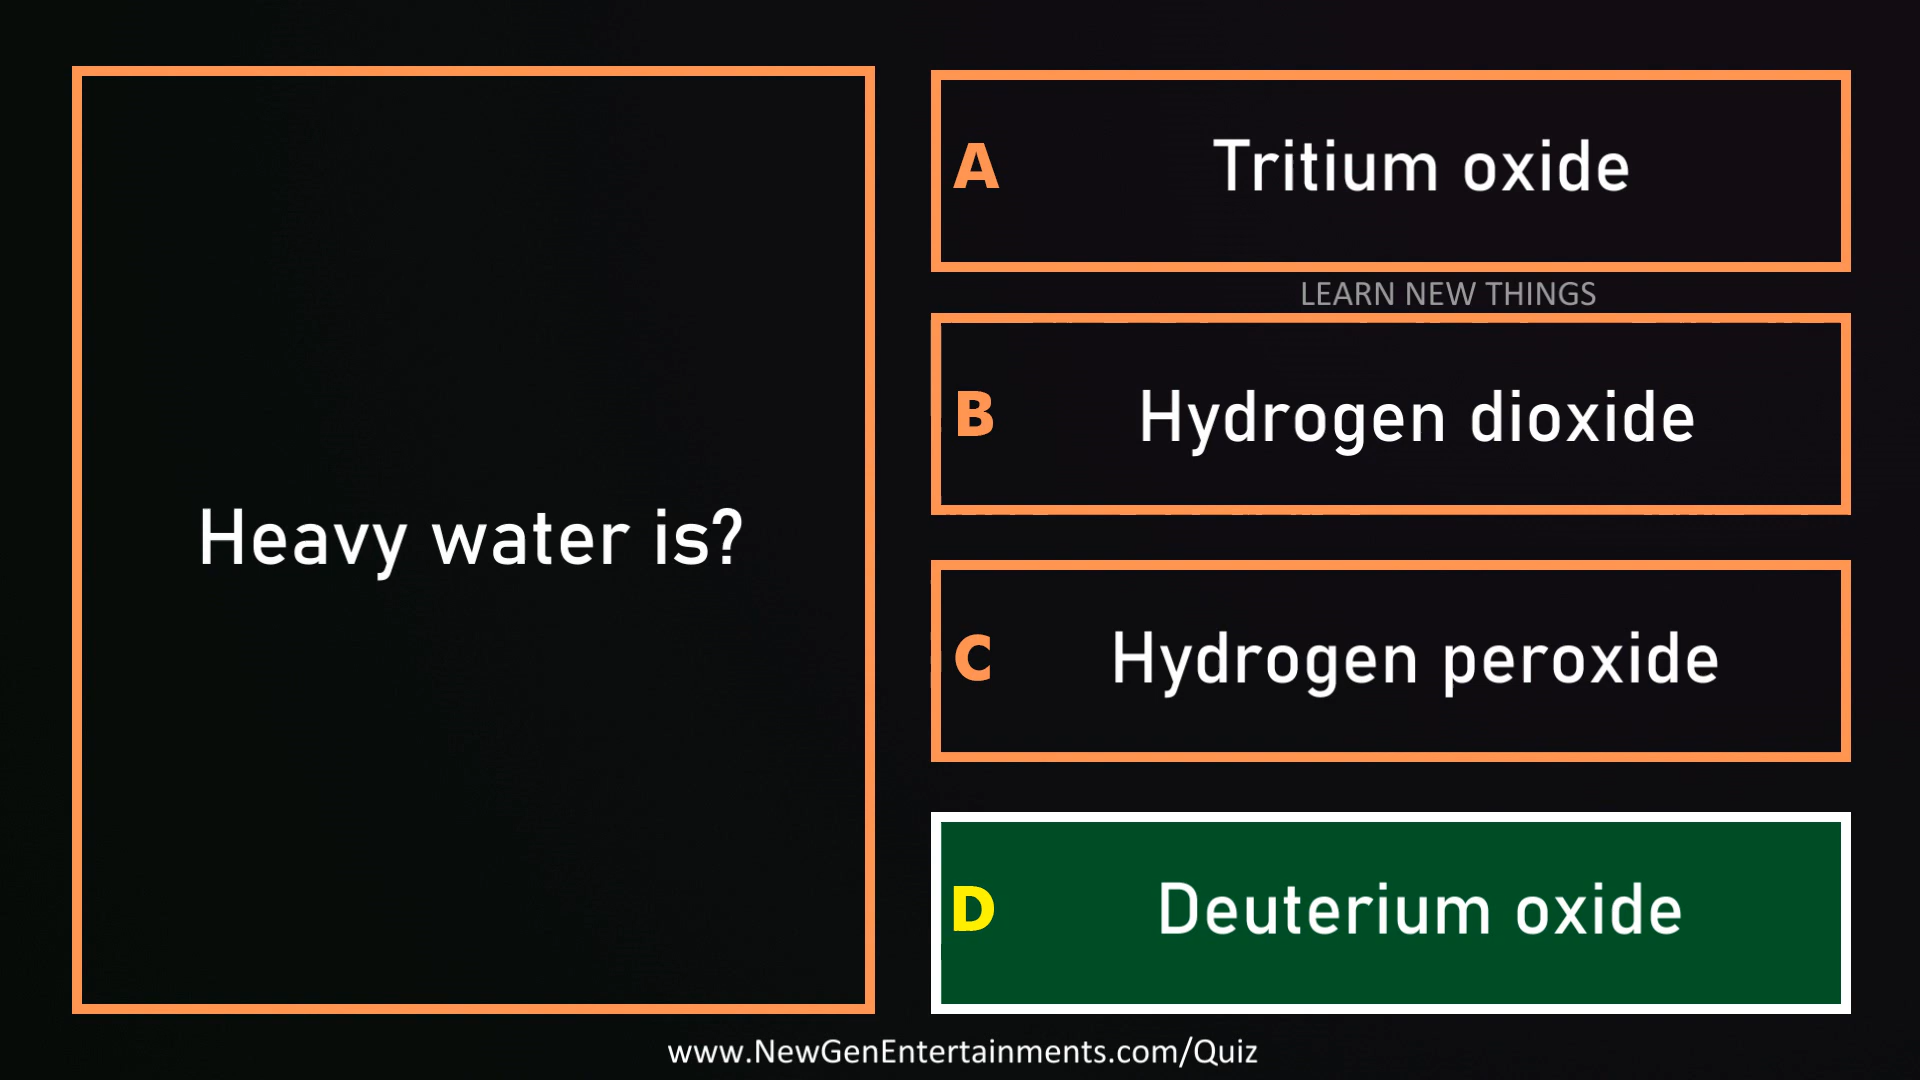 Heavy water is?
A Tritium oxide
LEARN NEW THINGS
B Hydrogen dioxide
C Hydrogen peroxide
D Deuterium oxide
www.NewGenEntertainments.com/Quiz